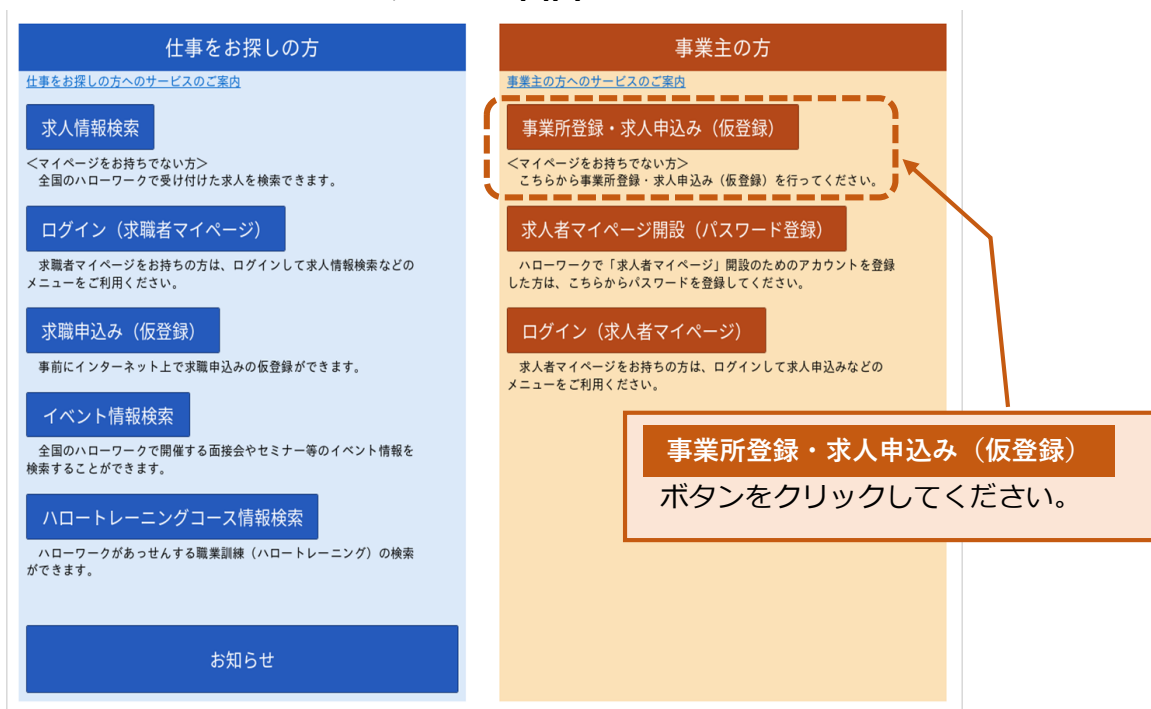 仕事をお探しの方
仕事をお探しの方へのサービスのご案内
求人情報検索
＜マイページをお持ちでない方＞
全国のハローワークで受け付けた求人を検索できます。
ログイン（求職者マイページ）
求職者マイページをお持ちの方は、ログインして求人情報検索などの
メニューをご利用ください。
求職申込み（仮登録）
事前にインターネット上で求職申込みの仮登録ができます。
イベント情報検索
全国のハローワークで開催する面接会やセミナー等のイベント情報を
検索することができます。
ハロートレーニングコース情報検索
ハローワークがあっせんする職業訓練（ハロートレーニング）の検索
ができます。
お知らせ
事業主の方
事業主の方へのサービスのご案内
事業所登録・求人申込み（仮登録）
＜マイページをお持ちでない方＞
こちらから事業所登録・求人申込み（仮登録）を行ってください。
求人者マイページ開設（パスワード登録）
ハローワークで「求人者マイページ」開設のためのアカウントを登録
した方は、こちらからパスワードを登録してください。
ログイン（求人者マイページ）
求人者マイページをお持ちの方は、ログインして求人申込みなどの
メニューをご利用ください。
事業所登録・求人申込み（仮登録）
ボタンをクリックしてください。